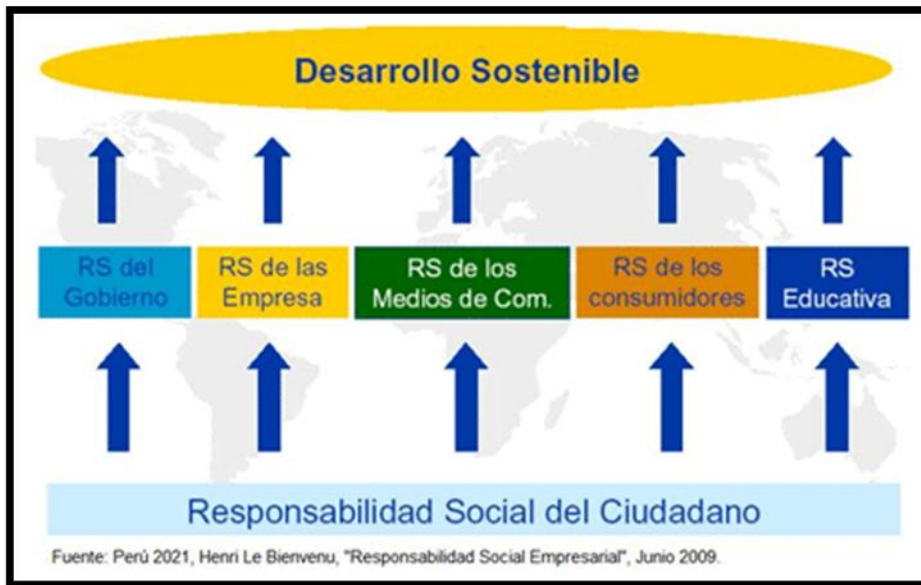 Desarrollo Sostenible
RS del
Gobierno
RS de las
Empresa
RS de los
Medios de Com.
RS de los
consumidores
RS
Educativa
Responsabilidad Social del Ciudadano
Fuente: Perú 2021, Henri Le Bienvenu, "Responsabilidad Social Empresarial", Junio 2009.